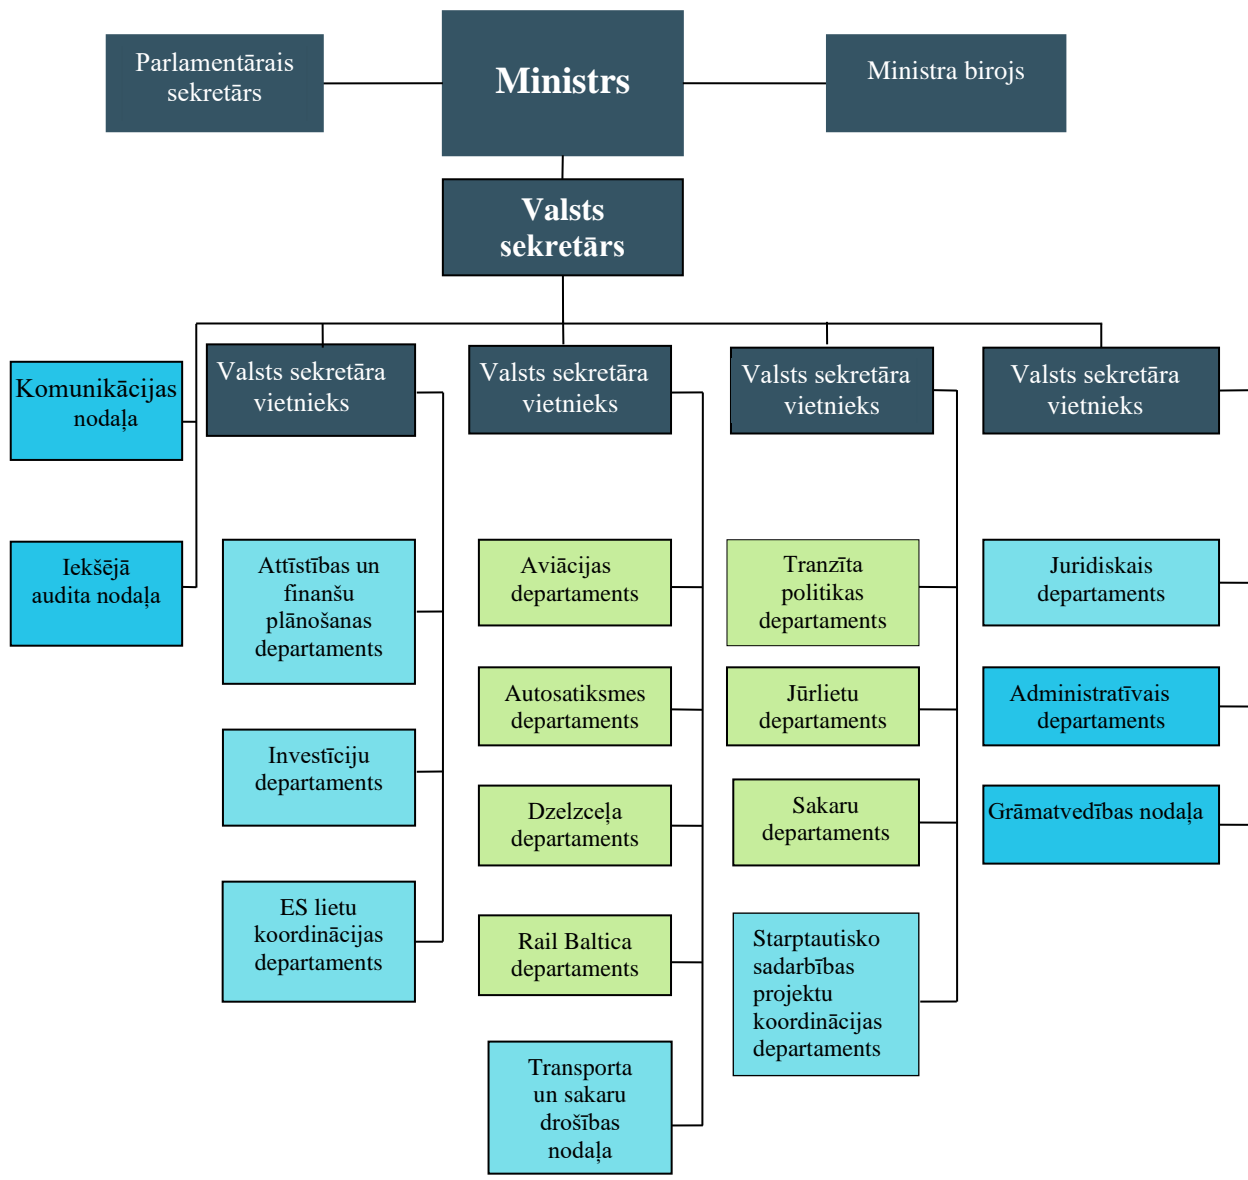 Parlamentārais
sekretārs
Ministrs
Ministra birojs
Valsts
sekretārs
Komunikācijas
nodaļa
Iekšējā
audita nodaļa
Valsts sekretāra
vietnieks
Attīstības un
finanšu
plānošanas
departaments
Investīciju
departaments
ES lietu
koordinācijas
departaments
Valsts sekretāra
vietnieks
Aviācijas
departaments
Autosatiksmes
departaments
Dzelzceļa
departaments
Rail Baltica
departaments
Transporta
un sakaru
drošības
nodaļa
Valsts sekretāra
vietnieks
Tranzīta
politikas
departaments
Jūrlietu
departaments
Sakaru
departaments
Starptautisko
sadarbības
projektu
koordinācijas
departaments
Valsts sekretāra
vietnieks
Juridiskais
departaments
Administratīvais
departaments
Grāmatvedības nodaļa